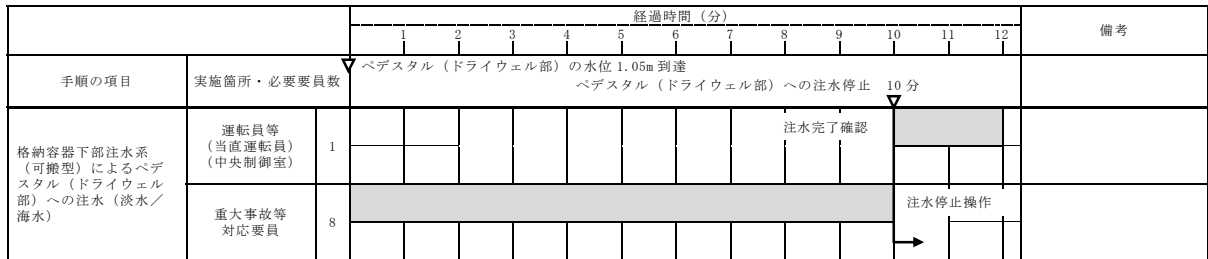 経過時間（分）
備考
1 2 3 4 5 6 7 8 9 10 11 12
手順の項目
実施箇所・必要要員数
ペデスタル（ドライウェル部）の水位 1.05m 到達
ペデスタル（ドライウェル部）への注水停止 10 分
格納容器下部注水系
（可搬型）によるペデ
スタル（ドライウェル
部）への注水（淡水／
海水）
運転員等
（当直運転員）
（中央制御室）
1
注水完了確認
重大事故等
対応要員
8
注水停止操作